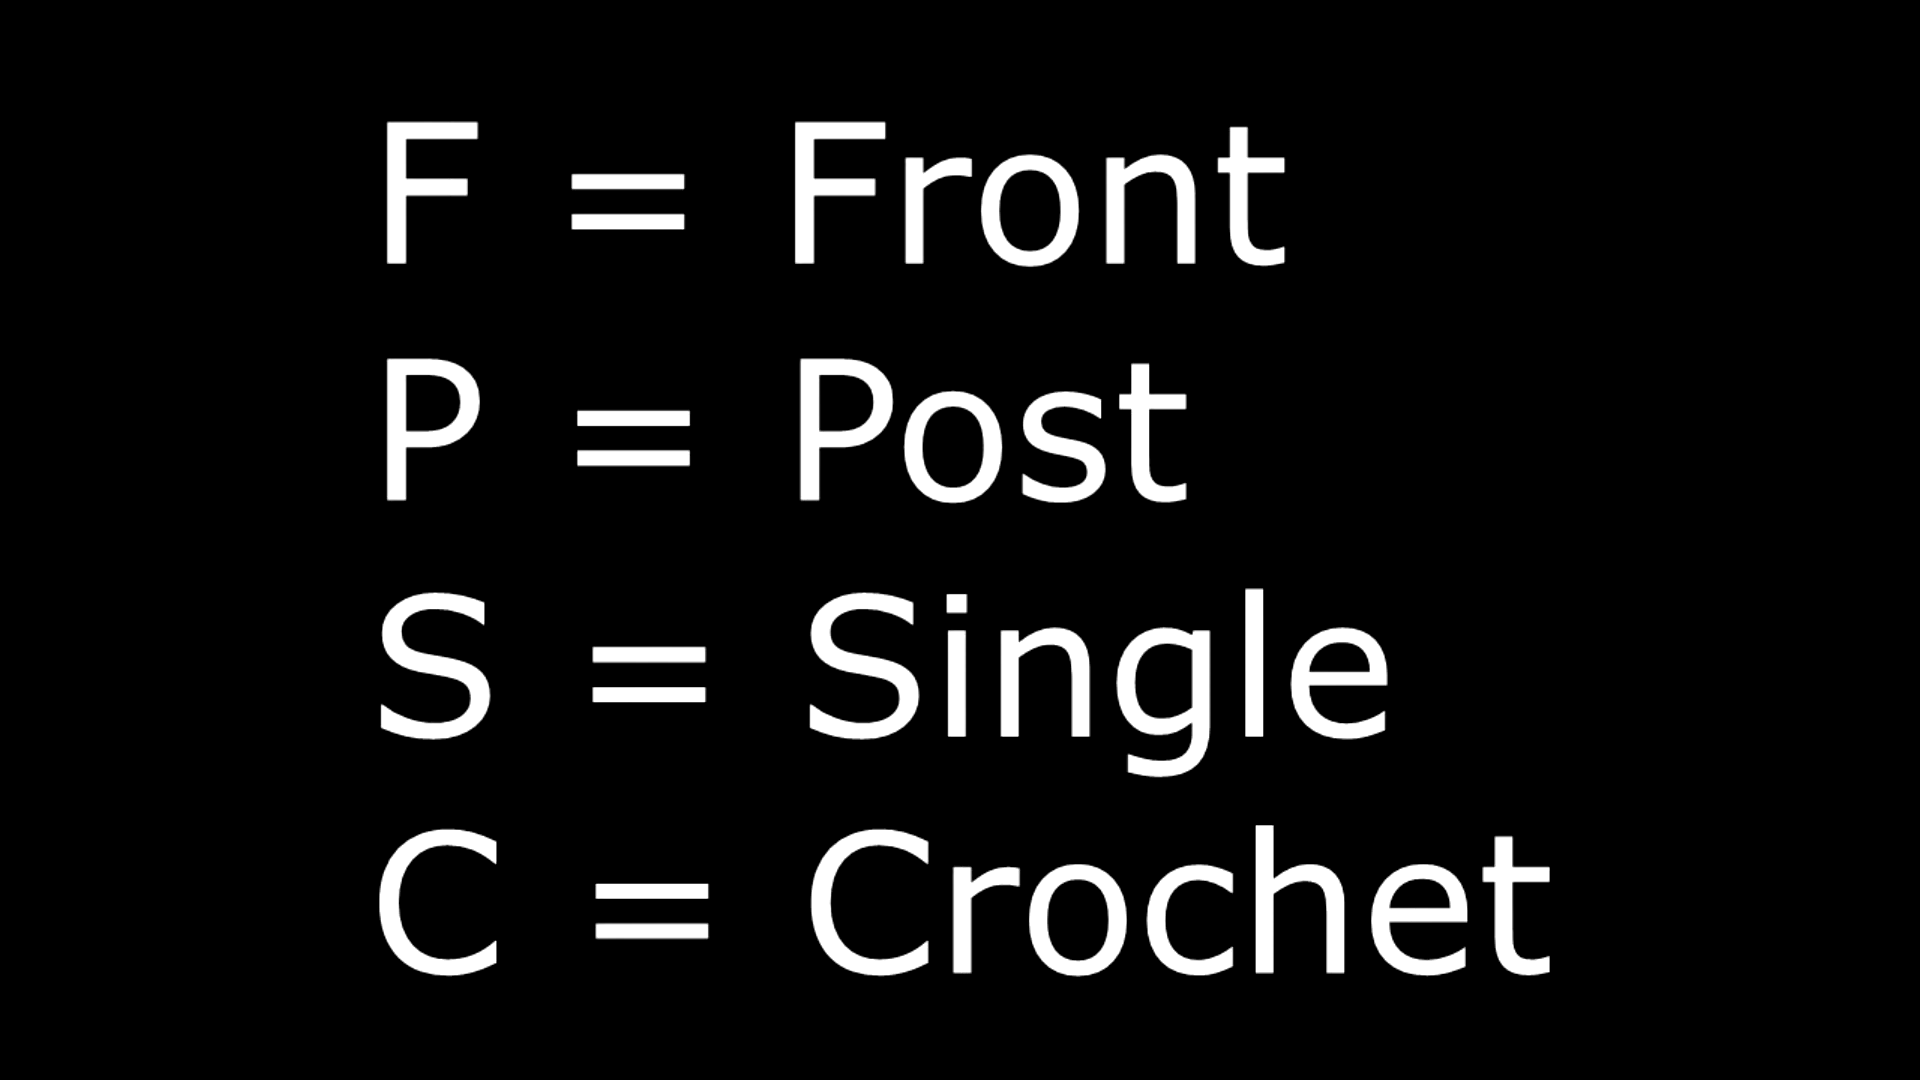 F = Front
P = Post
S = Single
C = Crochet